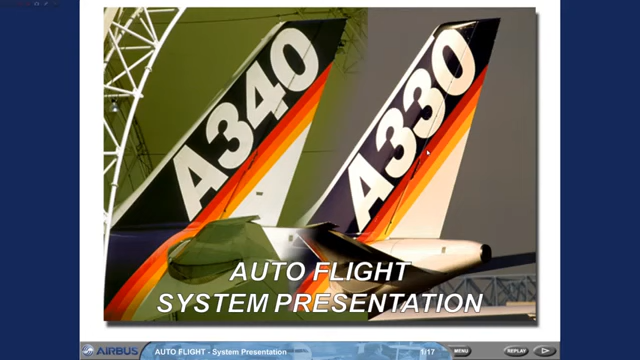 A340
A330
AUTO FLIGHT
SYSTEM PRESENTATION
AIRBUS
AUTO FLIGHT - System Presentation
1/17
MENU
REPLAY